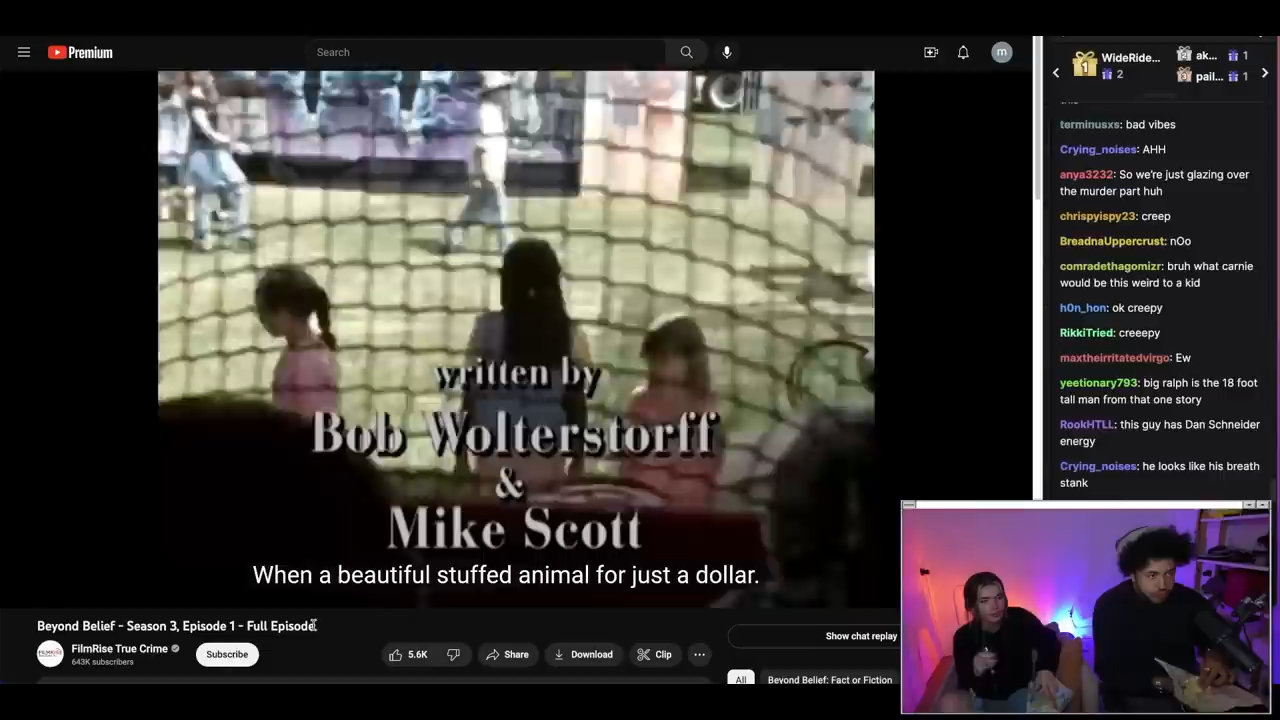 Premium
Search
m
written by
Bob Wolterstorff
&
Mike Scott
When a beautiful stuffed animal for just a dollar.
Beyond Belief - Season 3, Episode 1 - Full Episode
FilmRise True Crime
643K subscribers
Subscribe
5.6K
Share
Download
Clip
Show chat replay
All
Beyond Belief: Fact or Fiction
1
WideRide...
2
2
ak...
1
3
pail...
1
terminusxs: bad vibes
Crying_noises: AHH
anya3232: So we're just glazing over
the murder part huh
chrispyispy23: creep
BreadnaUppercrust: nOo
comradethagomizr: bruh what carnie
would be this weird to a kid
h0n_hon: ok creepy
RikkiTried: creeepy
maxtheirritatedvirgo: Ew
yeetionary793: big ralph is the 18 foot
tall man from that one story
RookHTLL: this guy has Dan Schneider
energy
Crying_noises: he looks like his breath
stank